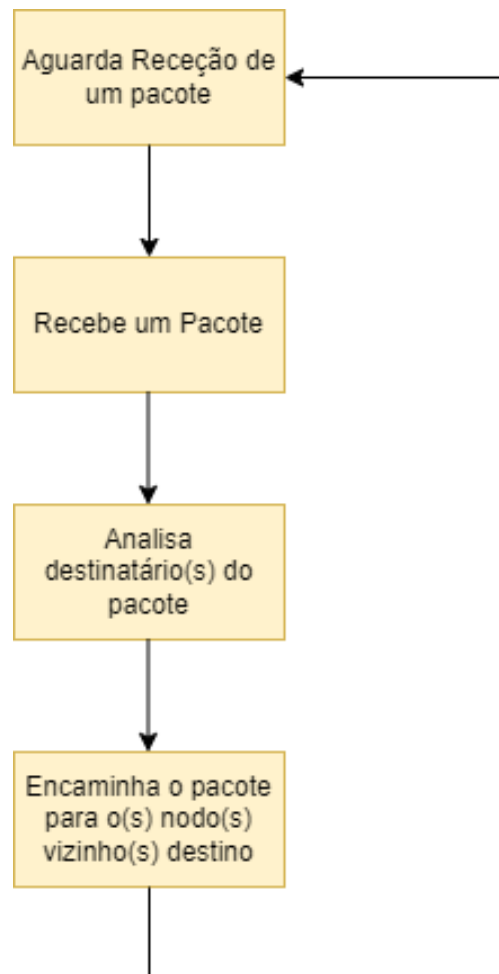 Aguarda Receção de
um pacote
Recebe um Pacote
Analisa
destinatário(s) do
pacote
Encaminha o pacote
para o(s) nodo(s)
vizinho(s) destino